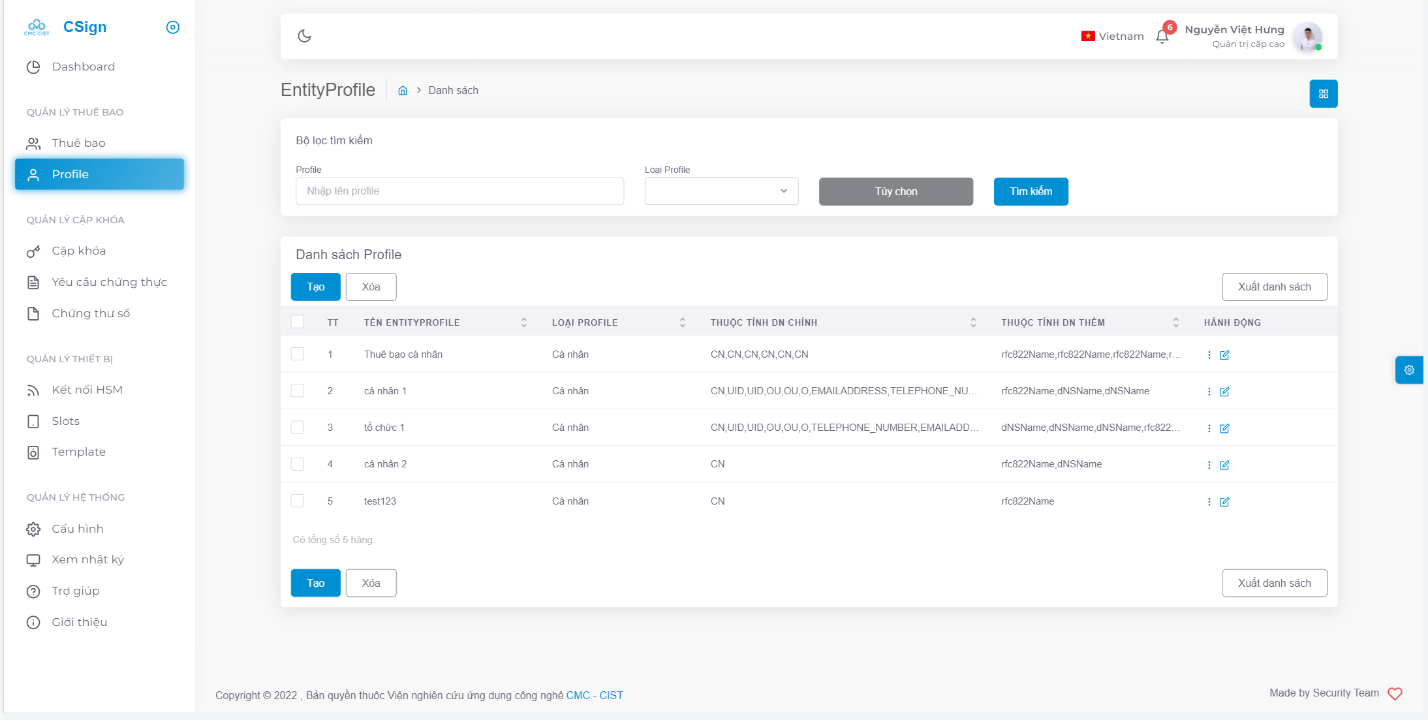 CSign
CMC CIST
Dashboard
QUẢN LÝ THUÊ BAO
Thuê bao
Profile
QUẢN LÝ CẶP KHÓA
Cặp khóa
Yêu cầu chứng thực
Chứng thư số
QUẢN LÝ THIẾT BỊ
Kết nối HSM
Slots
Template
QUẢN LÝ HỆ THỐNG
Cấu hình
Xem nhật ký
Trợ giúp
Giới thiệu
Vietnam
6
Nguyễn Việt Hưng
Quản trị cấp cao
EntityProfile
Danh sách
Bộ lọc tìm kiếm
Profile
Loại Profile
Nhập tên profile
Tùy chọn
Tìm kiếm
Danh sách Profile
Tạo
Xóa
Xuất danh sách
TT TÊN ENTITYPROFILE LOẠI PROFILE THUỘC TÍNH DN CHÍNH THUỘC TÍNH DN THÊM HÀNH ĐỘNG
1 Thuê bao cá nhân Cá nhân CN,CN,CN,CN,CN,CN rfc822Name,rfc822Name,rfc822Name,r...
2 cá nhân 1 Cá nhân CN,UID,UID,OU,OU,O,EMAILADDRESS,TELEPHONE_NU... rfc822Name,dNSName,dNSName
3 tổ chức 1 Cá nhân CN,UID,UID,OU,OU,O,TELEPHONE_NUMBER,EMAILADD... dNSName,dNSName,dNSName,rfc822...
4 cá nhân 2 Cá nhân CN rfc822Name,dNSName
5 test123 Cá nhân CN rfc822Name
Có tổng số 5 hàng.
Tạo
Xóa
Xuất danh sách
Copyright © 2022 , Bản quyền thuộc Viện nghiên cứu ứng dụng công nghệ CMC - CIST
Made by Security Team